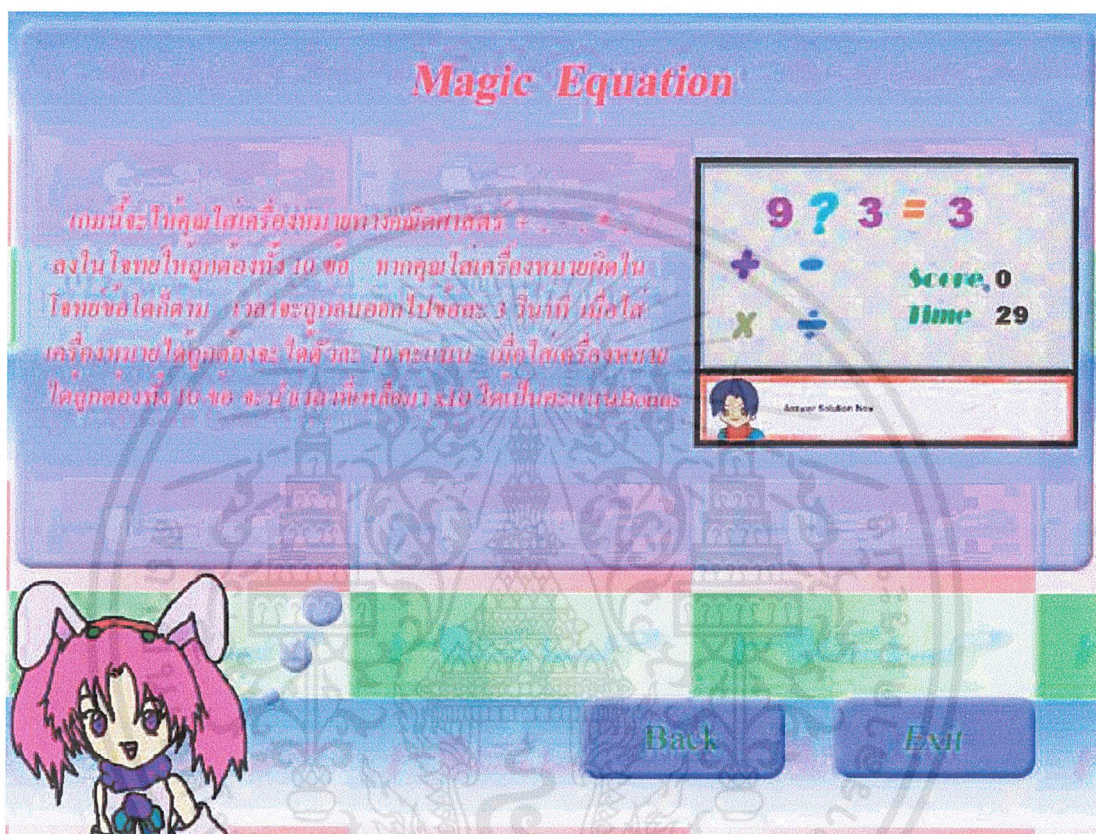 Magic Equation
เกมนี้จะให้คุณใส่เครื่องหมายทางคณิตศาสตร์ +
ลงในโจทย์ให้ถูกต้องทั้ง 10 ข้อ หากคุณใส่เครื่องหมายผิดใน
โจทย์ข้อใดก็ตาม เวลาจะถูกลบออกไปข้อละ 3 วินาที เมื่อใส่
เครื่องหมายได้ถูกต้องจะได้ตัวละ 10 คะแนน เมื่อใส่เครื่องหมาย
ได้ถูกต้องทั้ง 10 ข้อ จะนำเวลาที่เหลือมา x10 ไดเป็นคะแนนBonus
9 ? 3 = 3
+ -
Score, 0
x ÷
Time 29
Answer Solution Now
Back
Exit